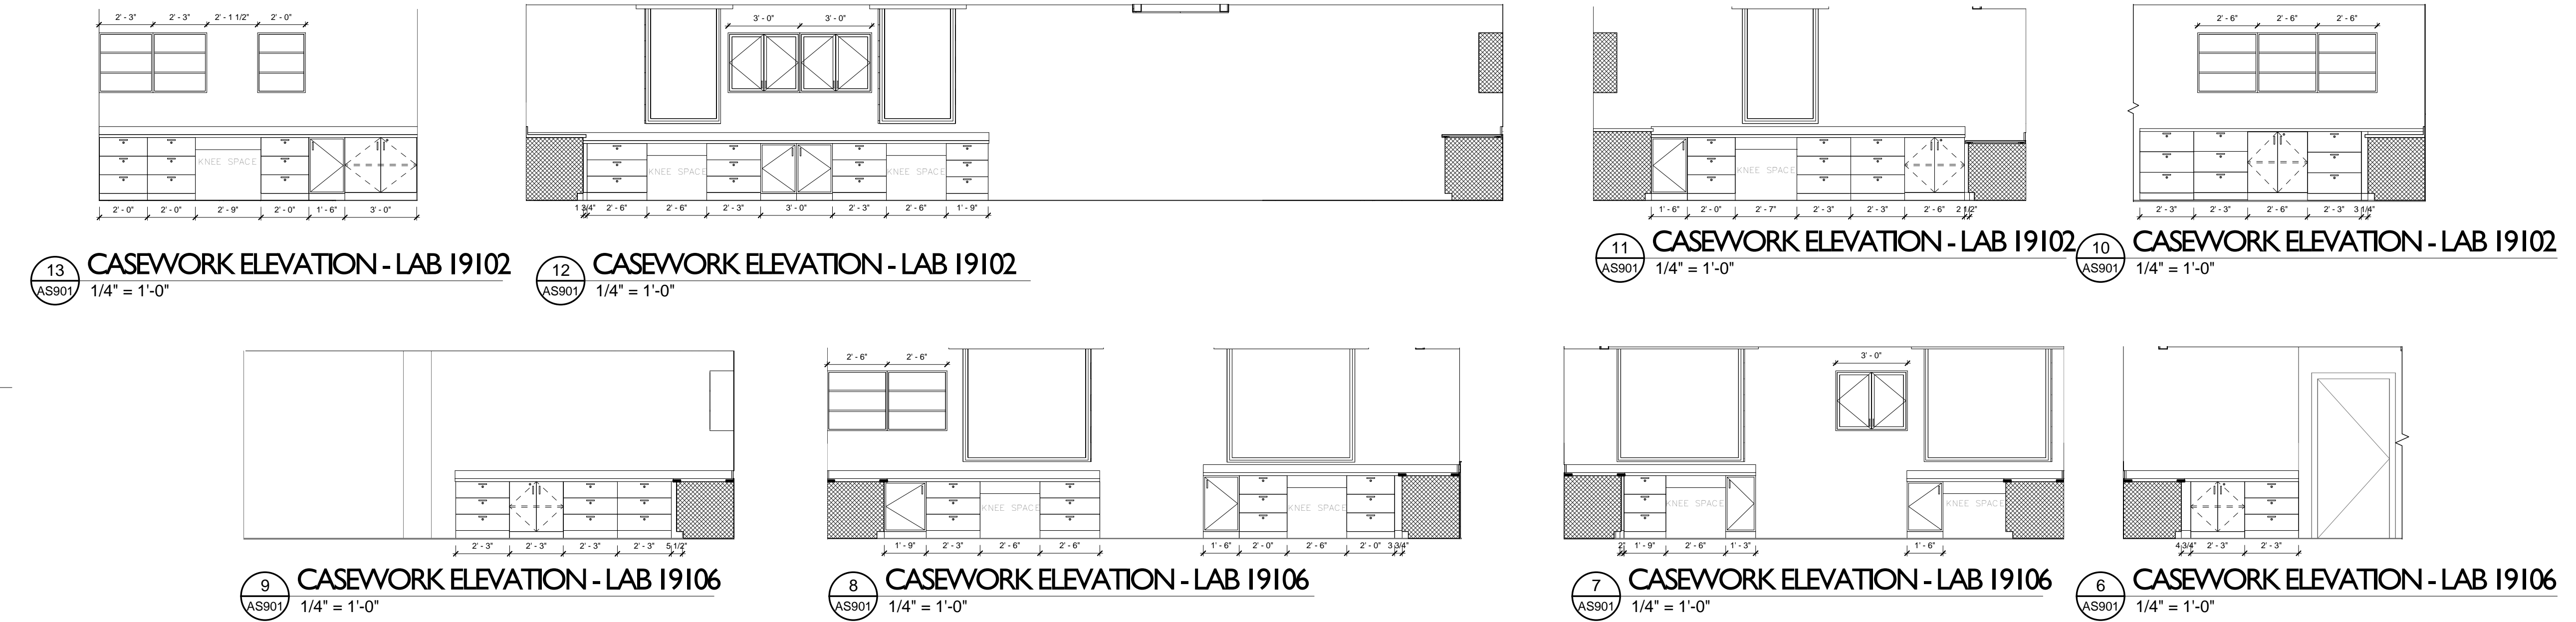 2' - 3" 2' - 3" 2' - 1 1/2" 2' - 0"
KNEE SPACE
2' - 0" 2' - 0" 2' - 9" 2' - 0" 1' - 6" 3' - 0"
13 CASEWORK ELEVATION - LAB 19102
AS901 1/4" = 1'-0"
3' - 0" 3' - 0"
KNEE SPACE KNEE SPACE
1 3/4" 2' - 6" 2' - 6" 2' - 3" 3' - 0" 2' - 3" 2' - 6" 1' - 9"
12 CASEWORK ELEVATION - LAB 19102
AS901 1/4" = 1'-0"
KNEE SPACE
1' - 6" 2' - 0" 2' - 7" 2' - 3" 2' - 3" 2' - 6" 2 1/2"
11 CASEWORK ELEVATION - LAB 19102
AS901 1/4" = 1'-0"
2' - 6" 2' - 6" 2' - 6"
2' - 3" 2' - 3" 2' - 6" 2' - 3" 3 1/4"
10 CASEWORK ELEVATION - LAB 19102
AS901 1/4" = 1'-0"
2' - 3" 2' - 3" 2' - 3" 2' - 3" 5 1/2"
9 CASEWORK ELEVATION - LAB 19106
AS901 1/4" = 1'-0"
2' - 6" 2' - 6"
KNEE SPACE KNEE SPACE
1' - 9" 2' - 3" 2' - 6" 2' - 6" 1' - 6" 2' - 0" 2' - 6" 2' - 0" 3 3/4"
8 CASEWORK ELEVATION - LAB 19106
AS901 1/4" = 1'-0"
3' - 0"
KNEE SPACE KNEE SPACE
2" 1' - 9" 2' - 6" 1' - 3" 1' - 6"
7 CASEWORK ELEVATION - LAB 19106
AS901 1/4" = 1'-0"
4 3/4" 2' - 3" 2' - 3"
6 CASEWORK ELEVATION - LAB 19106
AS901 1/4" = 1'-0"